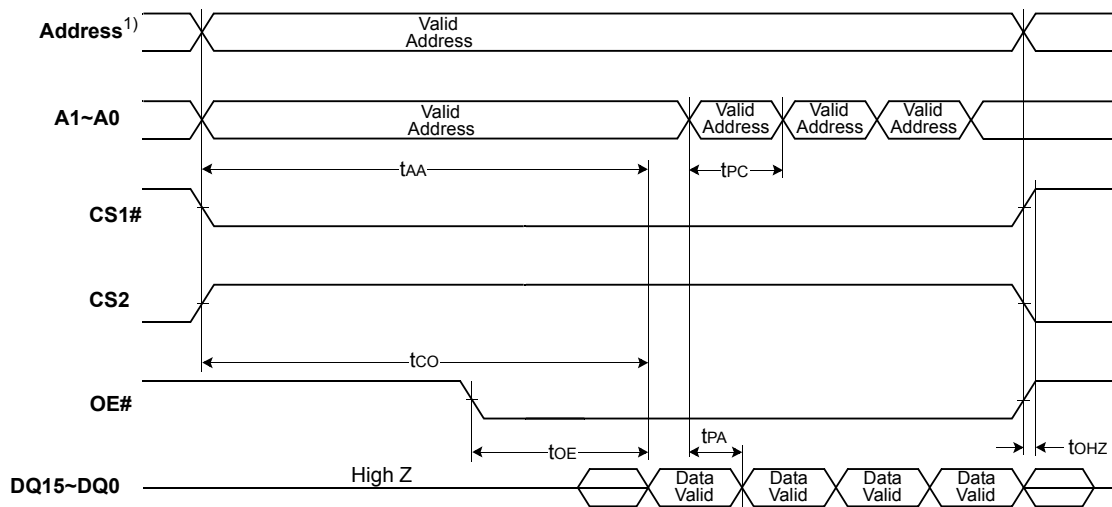 Address1)
Valid
Address
A1~A0
Valid
Address
Valid
Address
Valid
Address
Valid
Address
tAA
tPC
CS1#
CS2
tCO
OE#
tOE
tPA
tOHZ
DQ15~DQ0
High Z
Data
Valid
Data
Valid
Data
Valid
Data
Valid